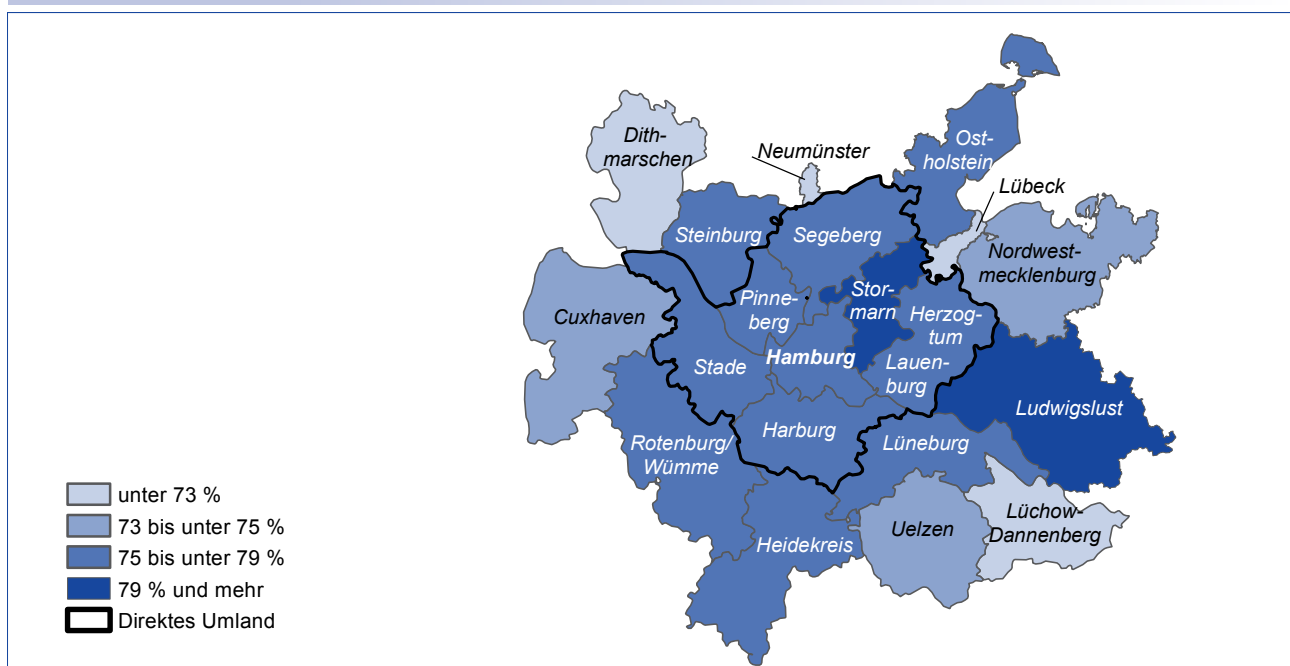 Dith-
marschen
Neumünster
Ost-
holstein
Lübeck
Steinburg
Segeberg
Nordwest-
mecklenburg
Cuxhaven
Pinne-
berg
Stor-
marn
Herzog-
tum
Lauen-
burg
Stade
Hamburg
Ludwigslust
Harburg
Lüneburg
Rotenburg/
Wümme
Heidekreis
Uelzen
Lüchow-
Dannenberg
unter 73 %
73 bis unter 75 %
75 bis unter 79 %
79 % und mehr
Direktes Umland